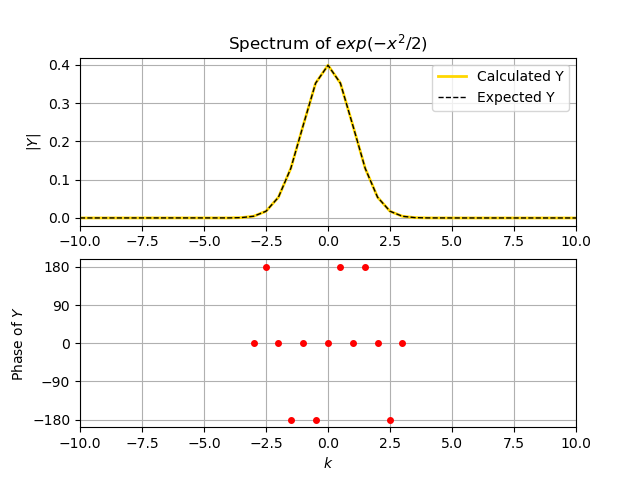 Spectrum of exp(−x²/2)
|Y|
0.4
0.3
0.2
0.1
0.0
Calculated Y
Expected Y
−10.0 −7.5 −5.0 −2.5 0.0 2.5 5.0 7.5 10.0
Phase of Y
180
90
0
−90
−180
−10.0 −7.5 −5.0 −2.5 0.0 2.5 5.0 7.5 10.0
k